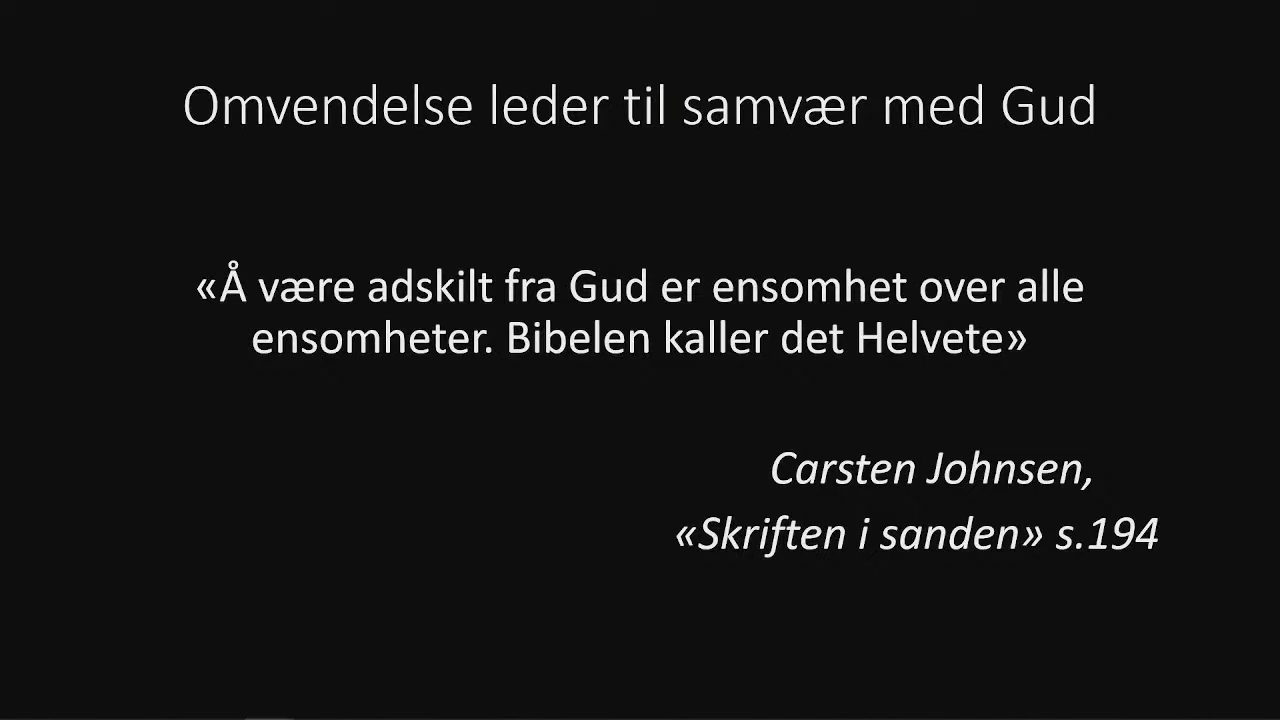 Omvendelse leder til samvær med Gud
«Å være adskilt fra Gud er ensomhet over alle
ensomheter. Bibelen kaller det Helvete»
Carsten Johnsen,
«Skriften i sanden» s.194